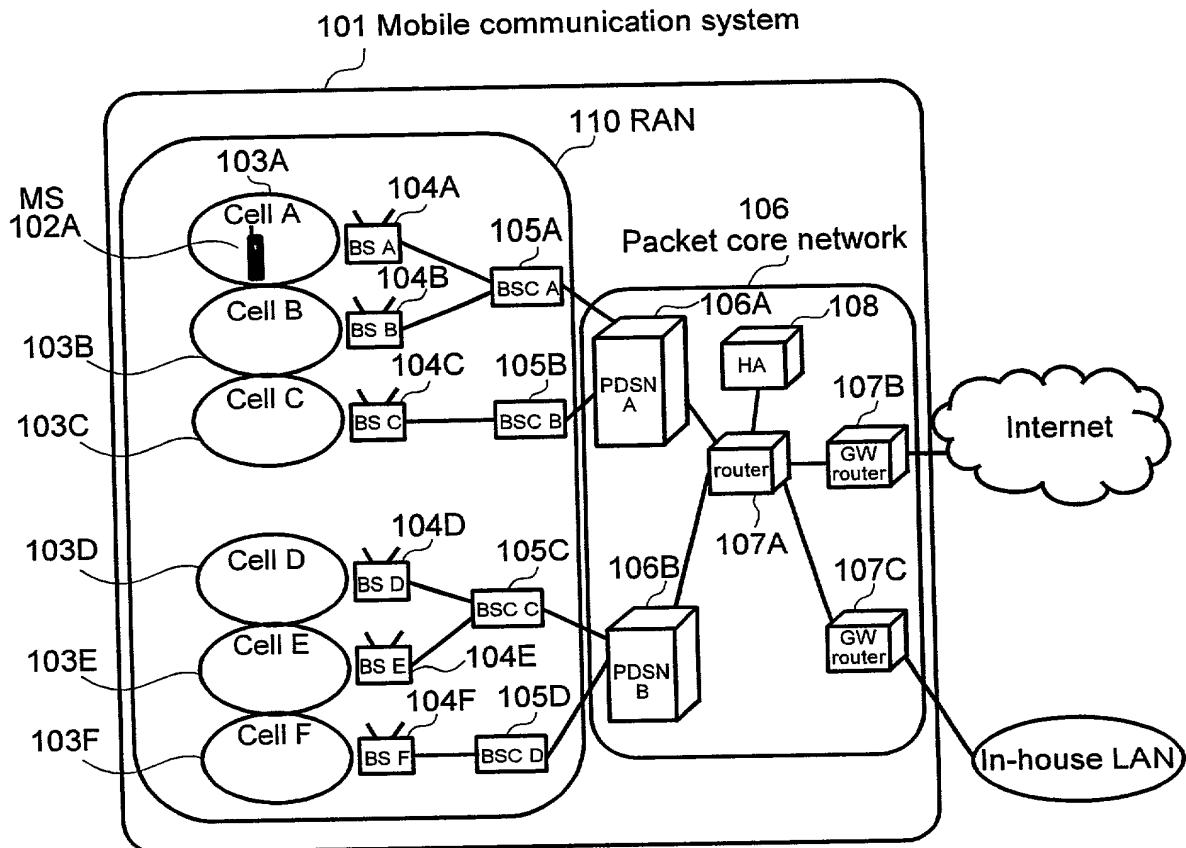 101 Mobile communication system
110 RAN
103A
MS
102A
Cell A
104A
BS A
106
Packet core network
105A
BSC A
104B
Cell B
BS B
106A
108
HA
103B
104C
105B
PDSN
A
107B
Cell C
BS C
BSC B
103C
router
GW
router
Internet
107A
103D
104D
105C
106B
107C
Cell D
BS D
BSC C
GW
router
103E
Cell E
BS E
104E
PDSN
B
104F
105D
103F
Cell F
BS F
BSC D
In-house LAN